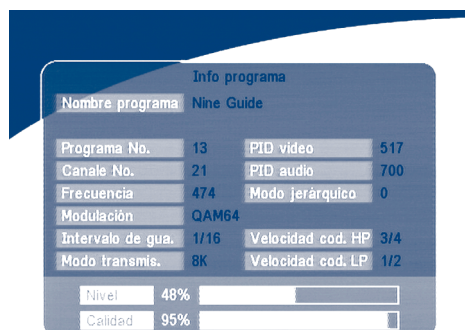 Info programa
Nombre programa Nine Guide
Programa No. 13 PID video 517
Canale No. 21 PID audio 700
Frecuencia 474 Modo jerárquico 0
Modulación QAM64
Intervalo de gua. 1/16 Velocidad cod. HP 3/4
Modo transmis. 8K Velocidad cod. LP 1/2
Nivel 48%
Calidad 95%